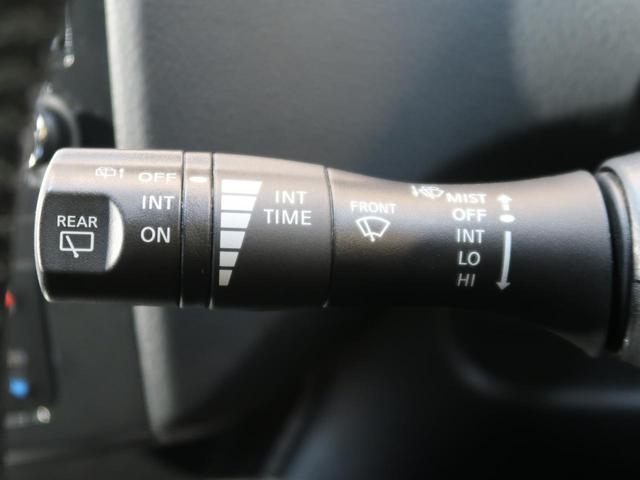 REAR
OFF
INT
ON
INT
TIME
FRONT
MIST
OFF
INT
LO
HI